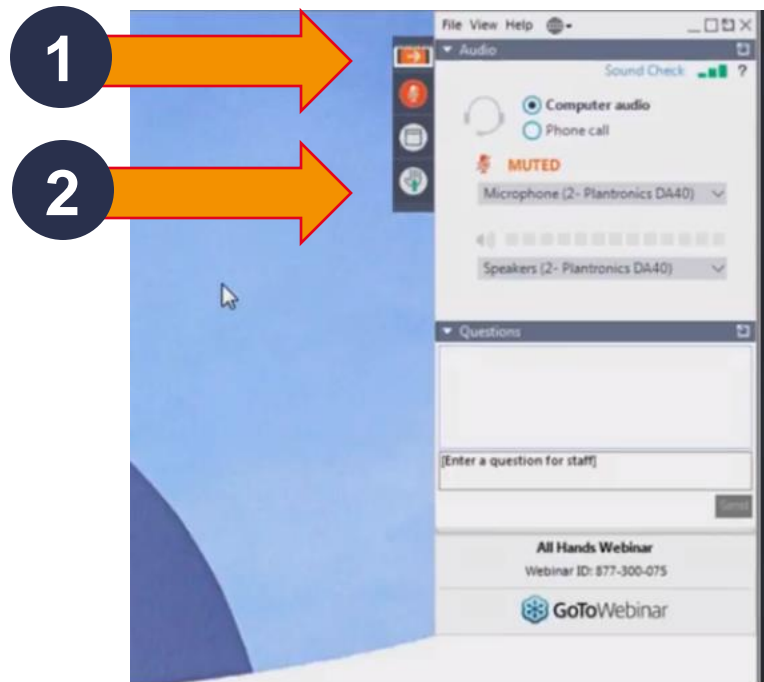 1
2
File View Help
Audio
Sound Check ?
Computer audio
Phone call
MUTED
Microphone (2- Plantronics DA40)
Speakers (2- Plantronics DA40)
Questions
[Enter a question for staff]
Send
All Hands Webinar
Webinar ID: 877-300-075
GoToWebinar